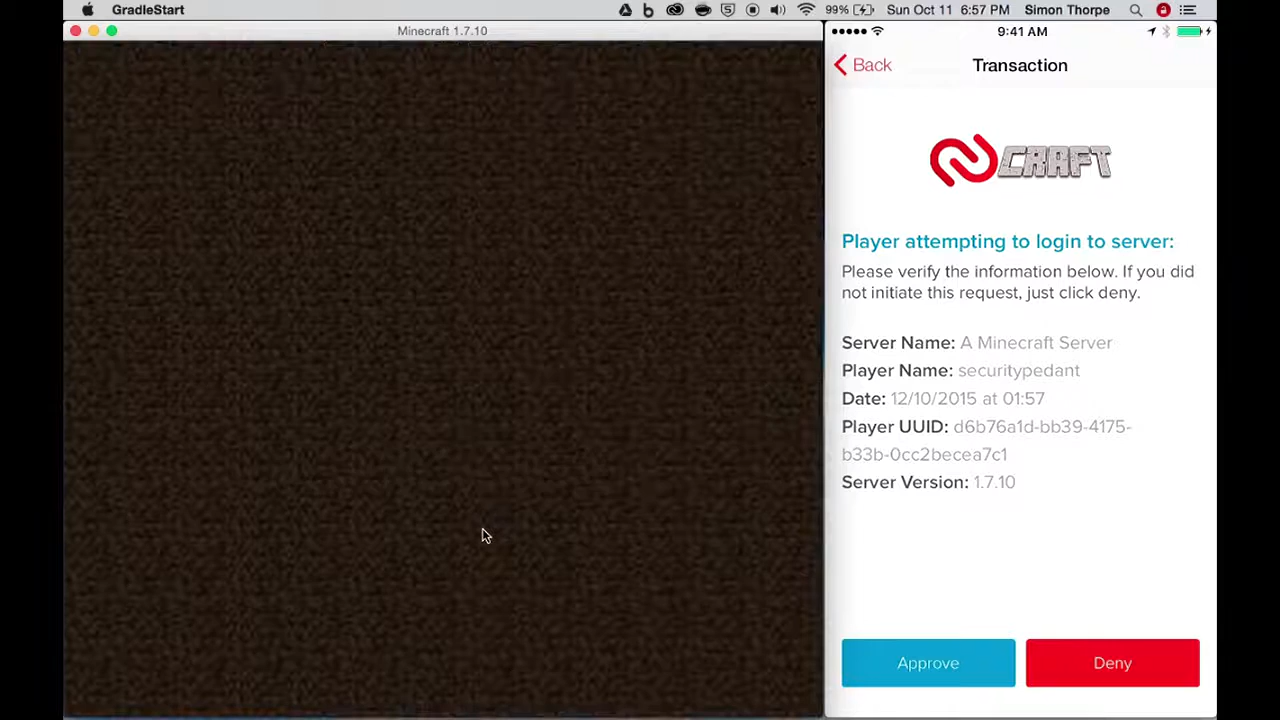 GradleStart
99%
Sun Oct 11 6:57 PM
Simon Thorpe
Minecraft 1.7.10
9:41 AM
Back
Transaction
CRAFT
Player attempting to login to server:
Please verify the information below. If you did
not initiate this request, just click deny.
Server Name: A Minecraft Server
Player Name: securitypedant
Date: 12/10/2015 at 01:57
Player UUID: d6b76a1d-bb39-4175-
b33b-0cc2becea7c1
Server Version: 1.7.10
Approve
Deny